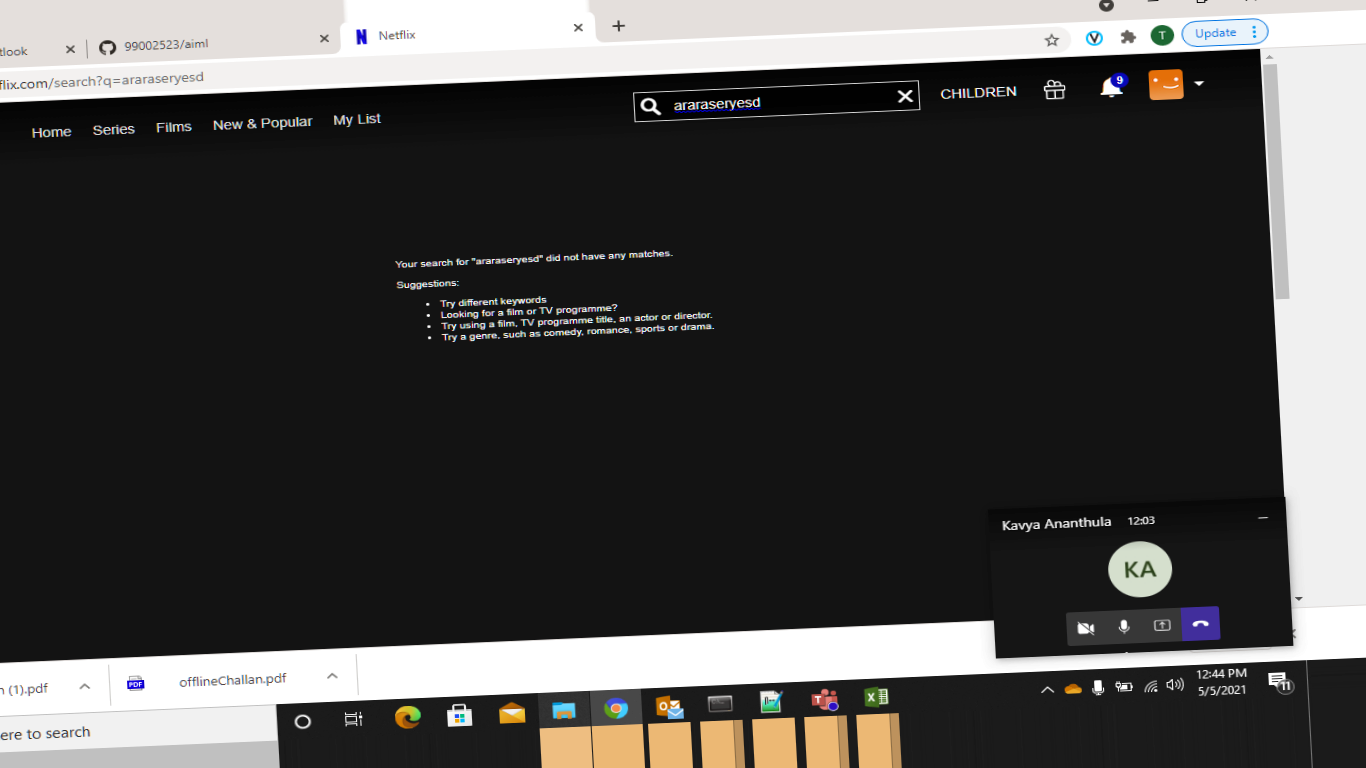 tlook
99002523/aiml
Netflix
T
Update
flix.com/search?q=araraseryesd
Home
Series
Films
New & Popular
My List
araraseryesd
CHILDREN
9
Your search for "araraseryesd" did not have any matches.
Suggestions:
Try different keywords
Looking for a film or TV programme?
Try using a film, TV programme title, an actor or director.
Try a genre, such as comedy, romance, sports or drama.
Kavya Ananthula
12:03
KA
n (1).pdf
PDF
offlineChallan.pdf
ere to search
12:44 PM
5/5/2021
11